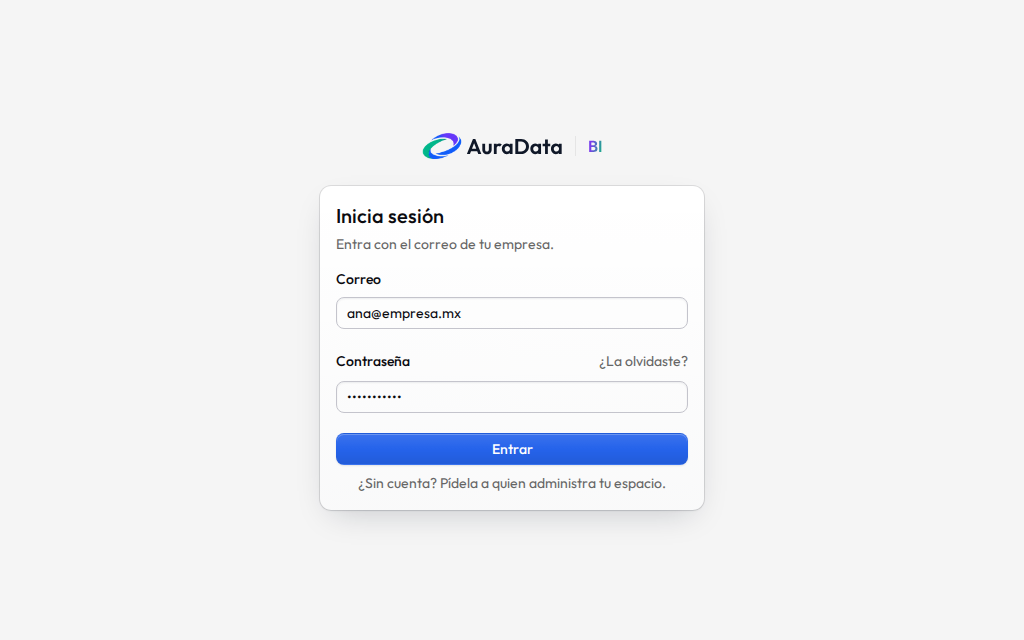 AuraData BI
Inicia sesión
Entra con el correo de tu empresa.
Correo
ana@empresa.mx
Contraseña ¿La olvidaste?
•••••••••••
Entrar
¿Sin cuenta? Pídela a quien administra tu espacio.